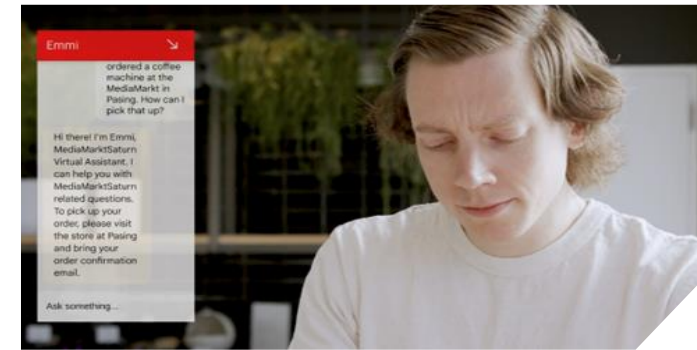 Emmi
ordered a coffee
machine at the
MediaMarkt in
Pasing. How can I
pick that up?
Hi there! I'm Emmi,
MediaMarktSaturn
Virtual Assistant. I
can help you with
MediaMarktSaturn
related questions.
To pick up your
order, please visit
the store at Pasing
and bring your
order confirmation
email.
Ask something...